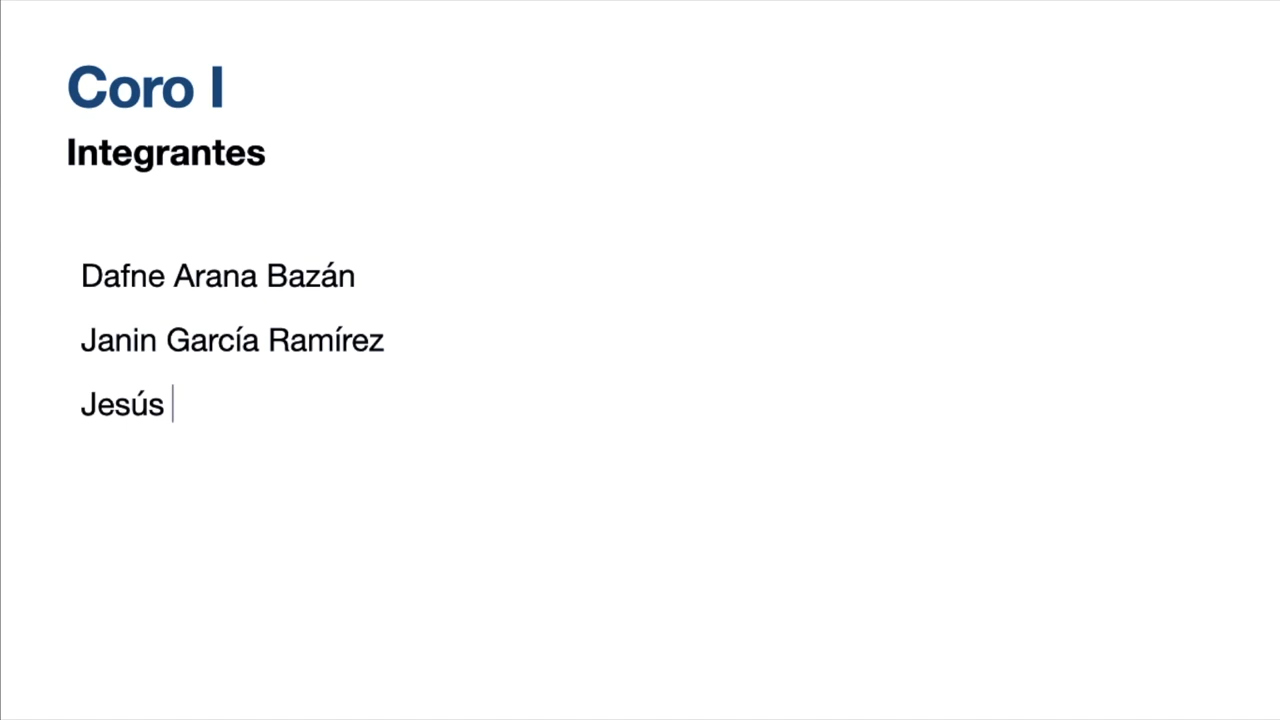 Coro I
Integrantes
Dafne Arana Bazán
Janin García Ramírez
Jesús